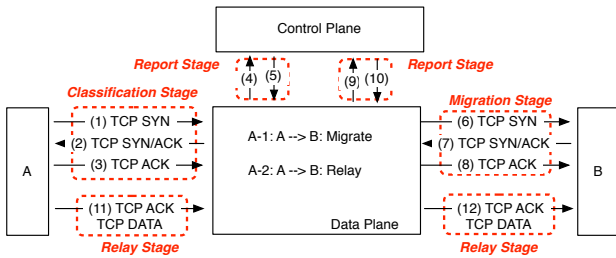 Control Plane
Report Stage
(4)
(5)
(9)
(10)
Report Stage
Classification Stage
Migration Stage
A
(1) TCP SYN
(2) TCP SYN/ACK
(3) TCP ACK
A-1: A --> B: Migrate
A-2: A --> B: Relay
(6) TCP SYN
(7) TCP SYN/ACK
(8) TCP ACK
B
(11) TCP ACK
TCP DATA
Relay Stage
Data Plane
(12) TCP ACK
TCP DATA
Relay Stage